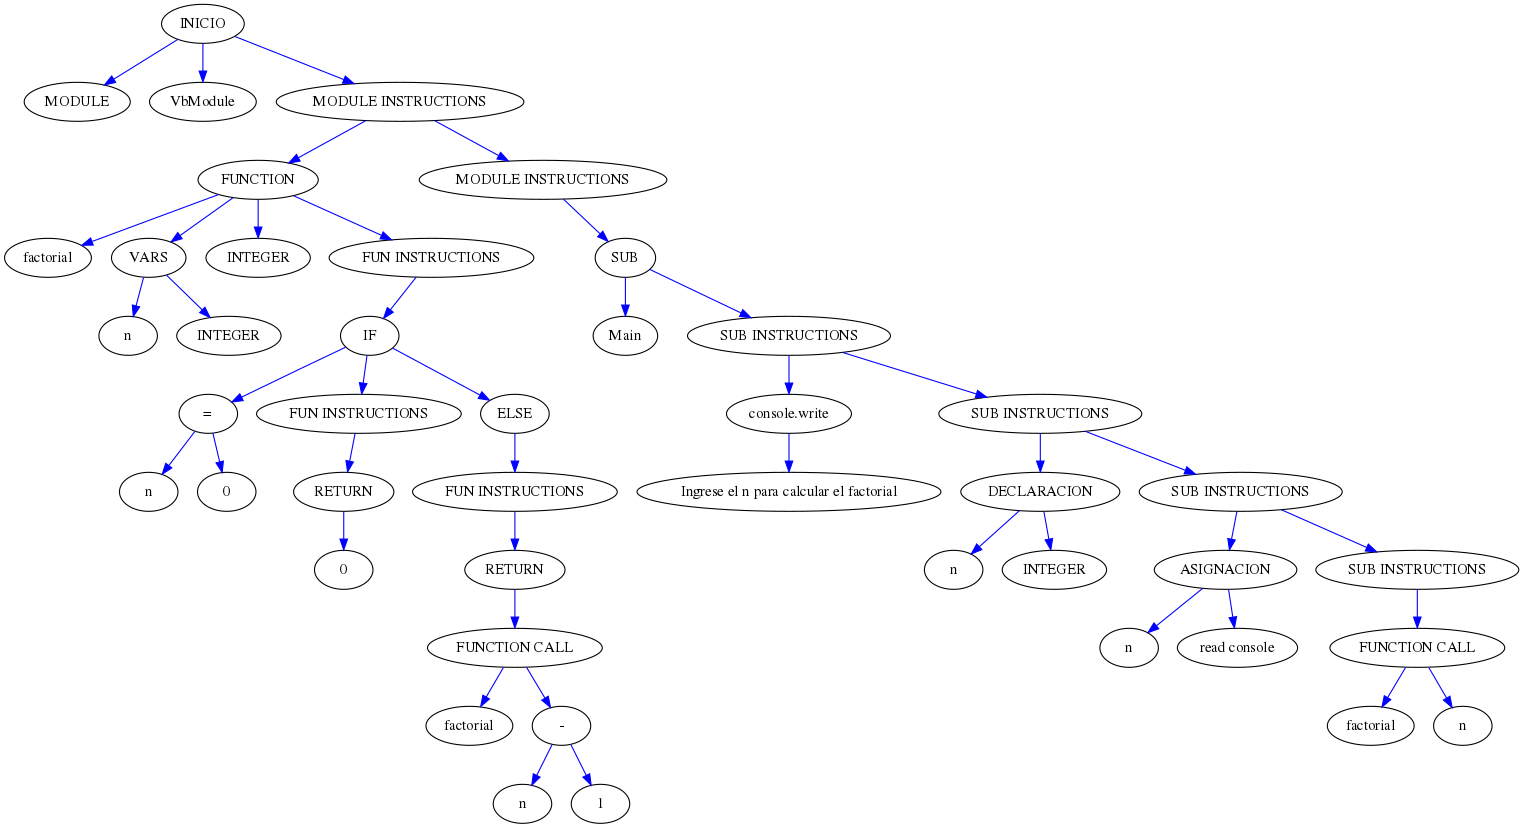 INICIO
MODULE VbModule MODULE INSTRUCTIONS
FUNCTION MODULE INSTRUCTIONS
factorial VARS INTEGER FUN INSTRUCTIONS SUB
n INTEGER IF Main SUB INSTRUCTIONS
= FUN INSTRUCTIONS ELSE console.write SUB INSTRUCTIONS
n 0 RETURN FUN INSTRUCTIONS Ingrese el n para calcular el factorial DECLARACION SUB INSTRUCTIONS
0 RETURN n INTEGER ASIGNACION SUB INSTRUCTIONS
FUNCTION CALL n read console FUNCTION CALL
factorial - factorial n
n 1